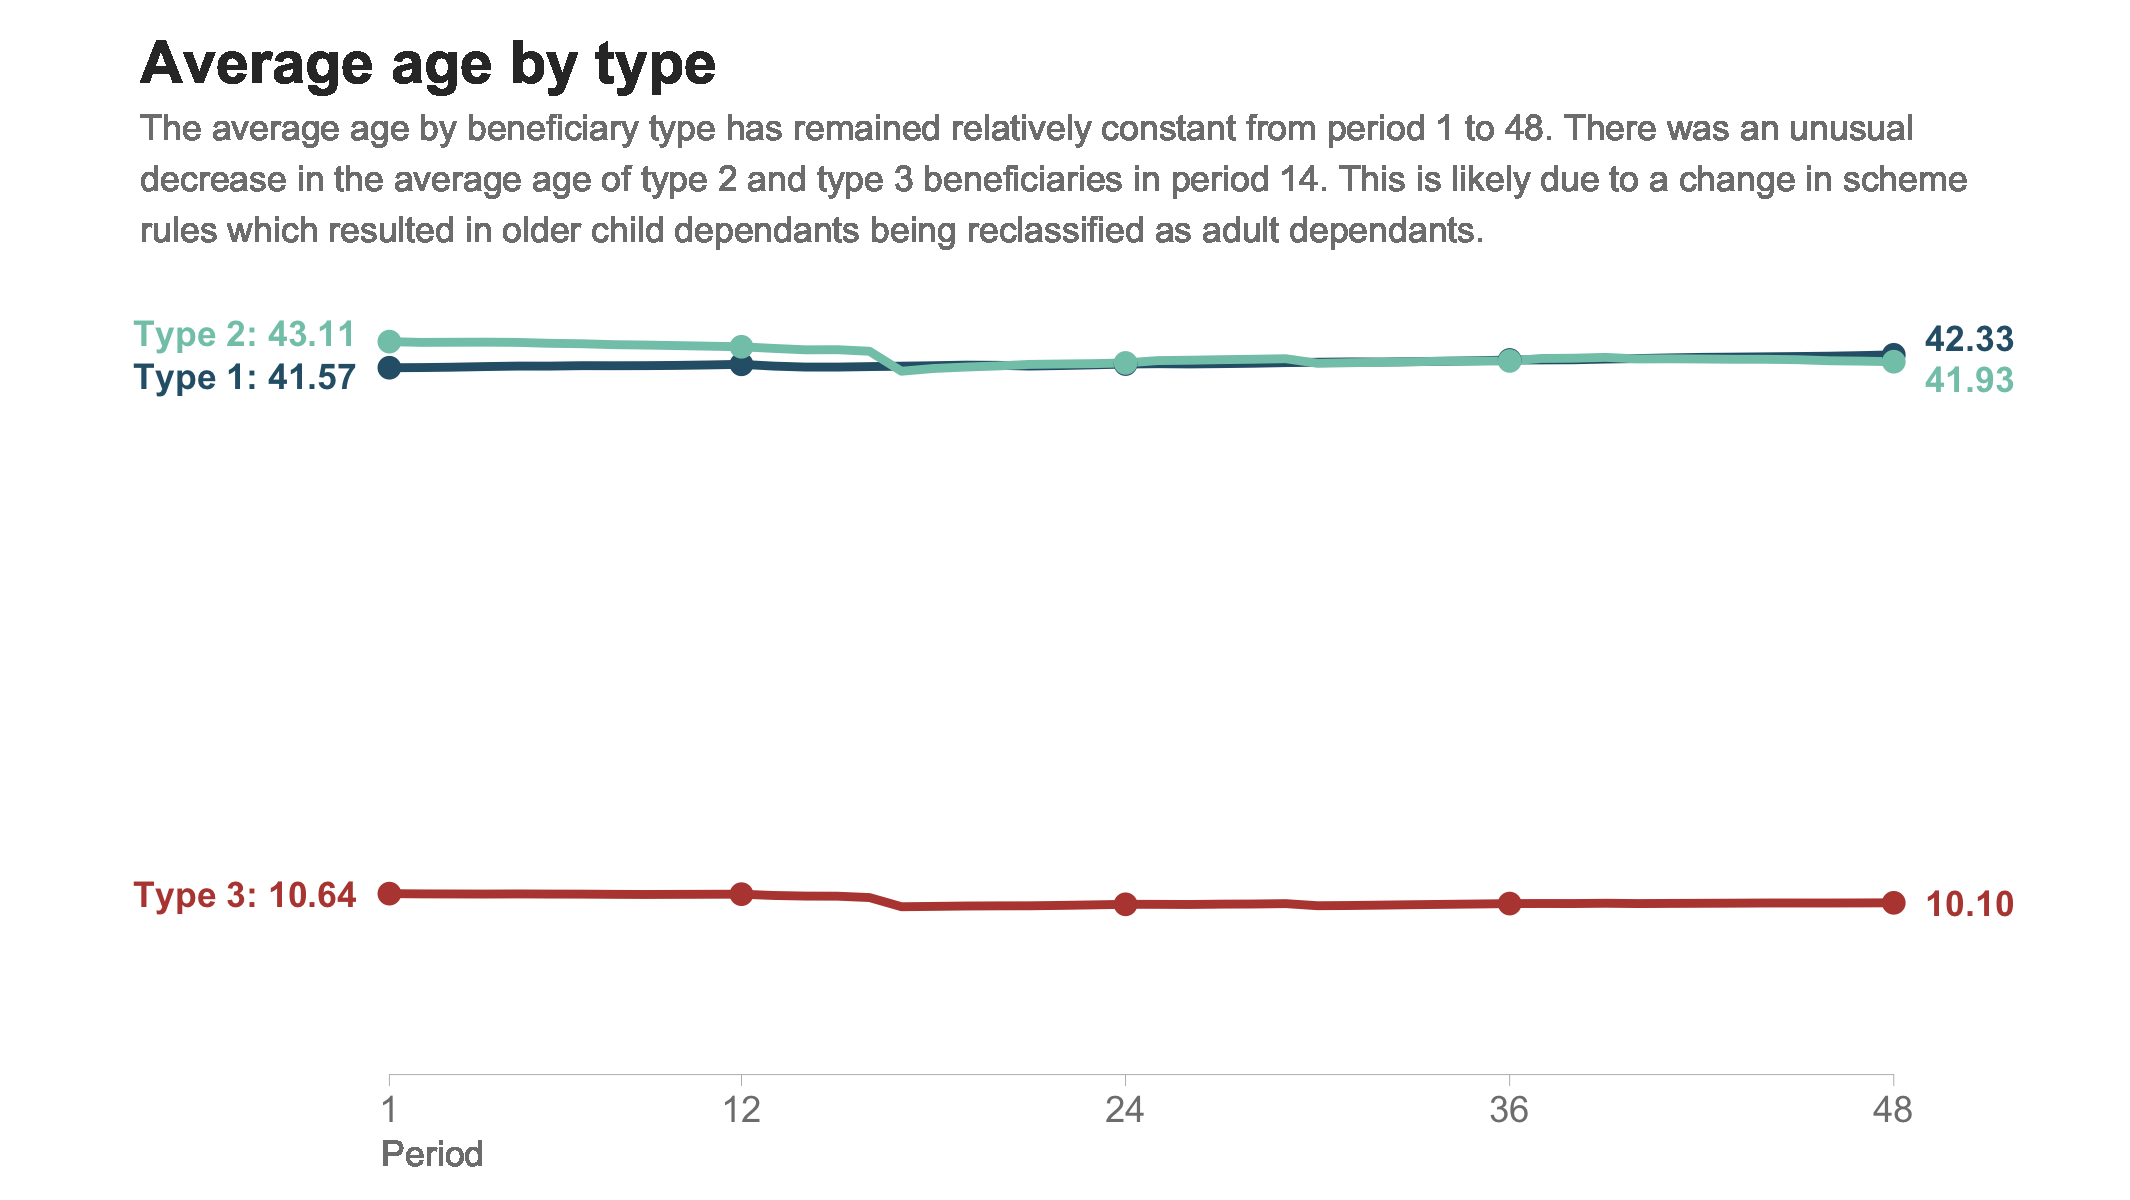 Average age by type
The average age by beneficiary type has remained relatively constant from period 1 to 48. There was an unusual
decrease in the average age of type 2 and type 3 beneficiaries in period 14. This is likely due to a change in scheme
rules which resulted in older child dependants being reclassified as adult dependants.
Type 2: 43.11
Type 1: 41.57
42.33
41.93
Type 3: 10.64
10.10
1 12 24 36 48
Period